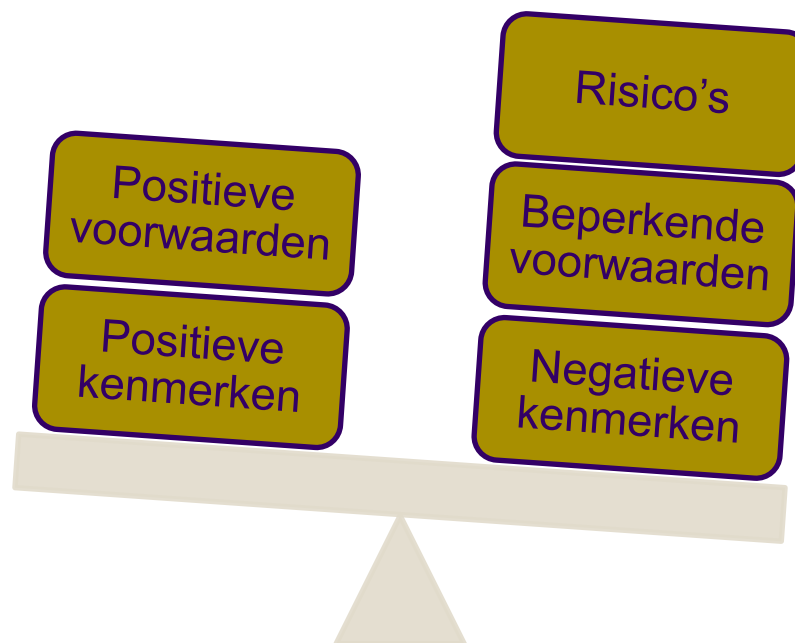 Positieve
voorwaarden
Positieve
kenmerken
Risico’s
Beperkende
voorwaarden
Negatieve
kenmerken